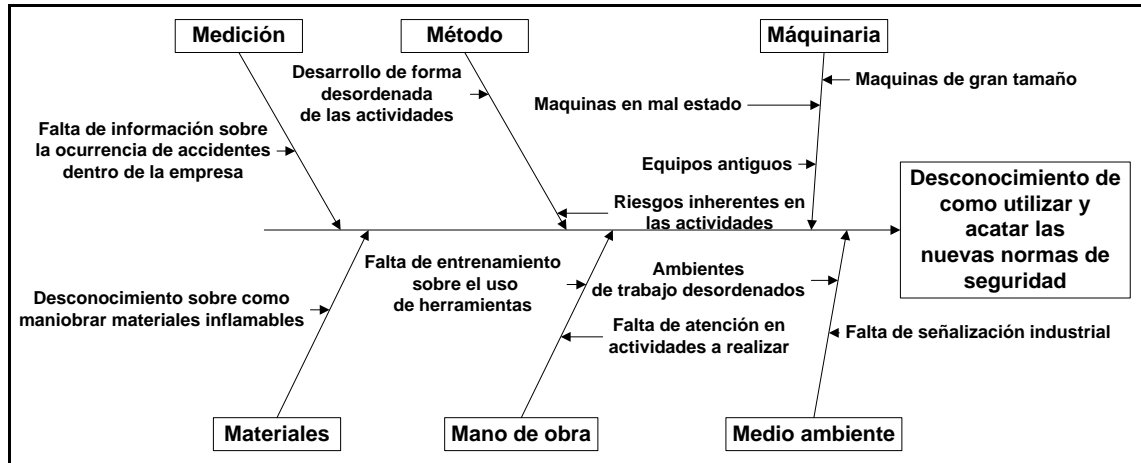 Medición
Método
Máquinaria
Desarrollo de forma
desordenada
de las actividades
Maquinas de gran tamaño
Maquinas en mal estado
Falta de información sobre
la ocurrencia de accidentes
dentro de la empresa
Equipos antiguos
Riesgos inherentes en
las actividades
Desconocimiento de
como utilizar y
acatar las
nuevas normas de
seguridad
Falta de entrenamiento
sobre el uso
de herramientas
Ambientes
de trabajo desordenados
Desconocimiento sobre como
maniobrar materiales inflamables
Falta de atención en
actividades a realizar
Falta de señalización industrial
Materiales
Mano de obra
Medio ambiente